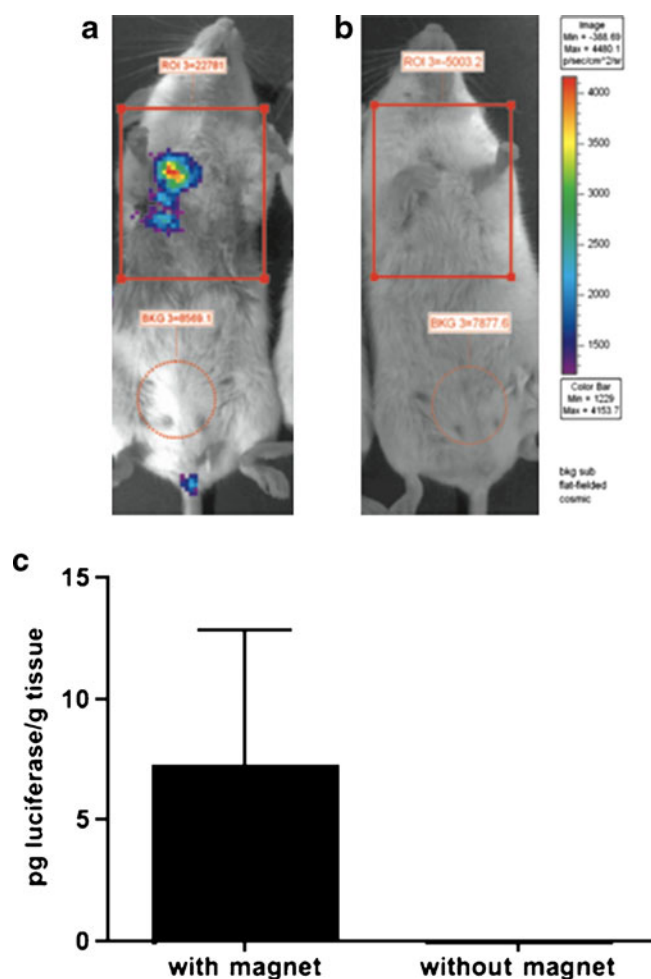 a
b
ROI 3=22781
ROI 3=-5003.2
BKG 3=8569.1
BKG 3=7877.6
Image
Min = -388.69
Max = 4480.1
p/sec/cm^2/sr
4000
3500
3000
2500
2000
1500
Color Bar
Min = 1229
Max = 4153.7
bkg sub
flat-fielded
cosmic
c
pg luciferase/g tissue
15
10
5
0
with magnet
without magnet